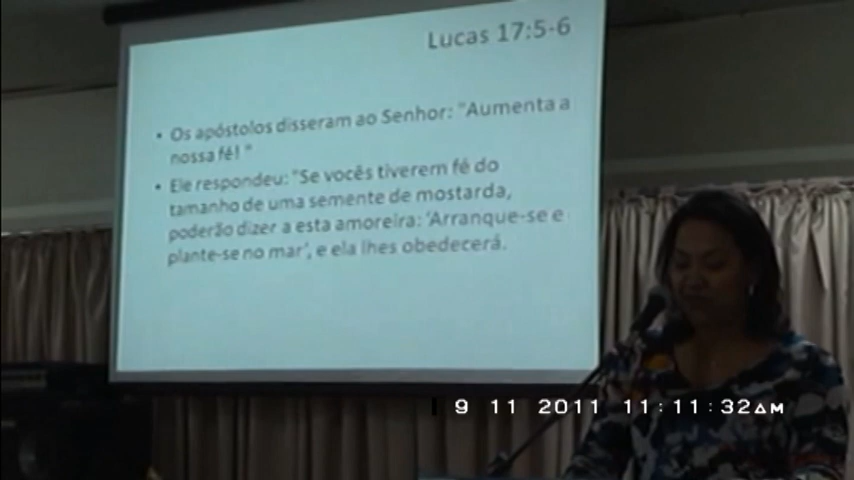 Lucas 17:5-6
• Os apóstolos disseram ao Senhor: "Aumenta a
nossa fé! "
• Ele respondeu: "Se vocês tiverem fé do
tamanho de uma semente de mostarda,
poderão dizer a esta amoreira: 'Arranque-se e
plante-se no mar', e ela lhes obedecerá.
9 11 2011 11:11:32AM